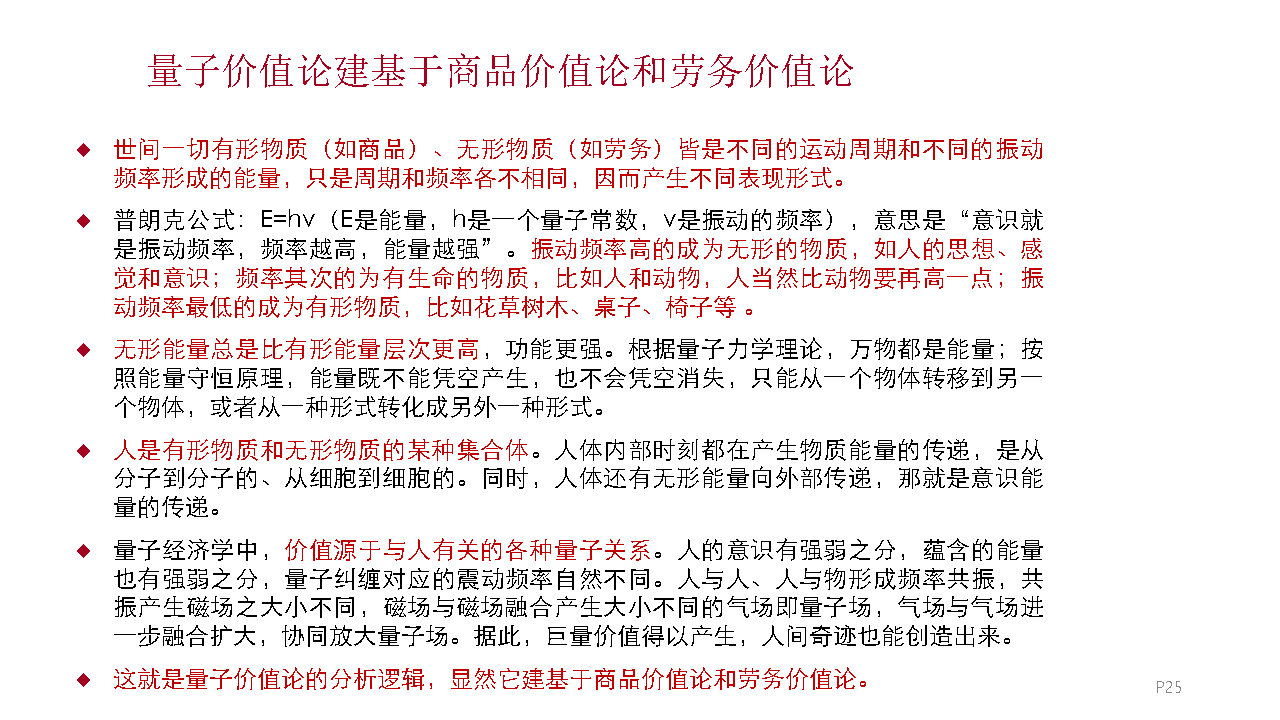 量子价值论建基于商品价值论和劳务价值论
◆ 世间一切有形物质（如商品）、无形物质（如劳务）皆是不同的运动周期和不同的振动
频率形成的能量，只是周期和频率各不相同，因而产生不同表现形式。
◆ 普朗克公式：E=hv（E是能量，h是一个量子常数，v是振动的频率），意思是“意识就
是振动频率，频率越高，能量越强”。振动频率高的成为无形的物质，如人的思想、感
觉和意识；频率其次的为有生命的物质，比如人和动物，人当然比动物要再高一点；振
动频率最低的成为有形物质，比如花草树木、桌子、椅子等 。
◆ 无形能量总是比有形能量层次更高，功能更强。根据量子力学理论，万物都是能量；按
照能量守恒原理，能量既不能凭空产生，也不会凭空消失，只能从一个物体转移到另一
个物体，或者从一种形式转化成另外一种形式。
◆ 人是有形物质和无形物质的某种集合体。人体内部时刻都在产生物质能量的传递，是从
分子到分子的、从细胞到细胞的。同时，人体还有无形能量向外部传递，那就是意识能
量的传递。
◆ 量子经济学中，价值源于与人有关的各种量子关系。人的意识有强弱之分，蕴含的能量
也有强弱之分，量子纠缠对应的震动频率自然不同。人与人、人与物形成频率共振，共
振产生磁场之大小不同，磁场与磁场融合产生大小不同的气场即量子场，气场与气场进
一步融合扩大，协同放大量子场。据此，巨量价值得以产生，人间奇迹也能创造出来。
◆ 这就是量子价值论的分析逻辑，显然它建基于商品价值论和劳务价值论。
P25